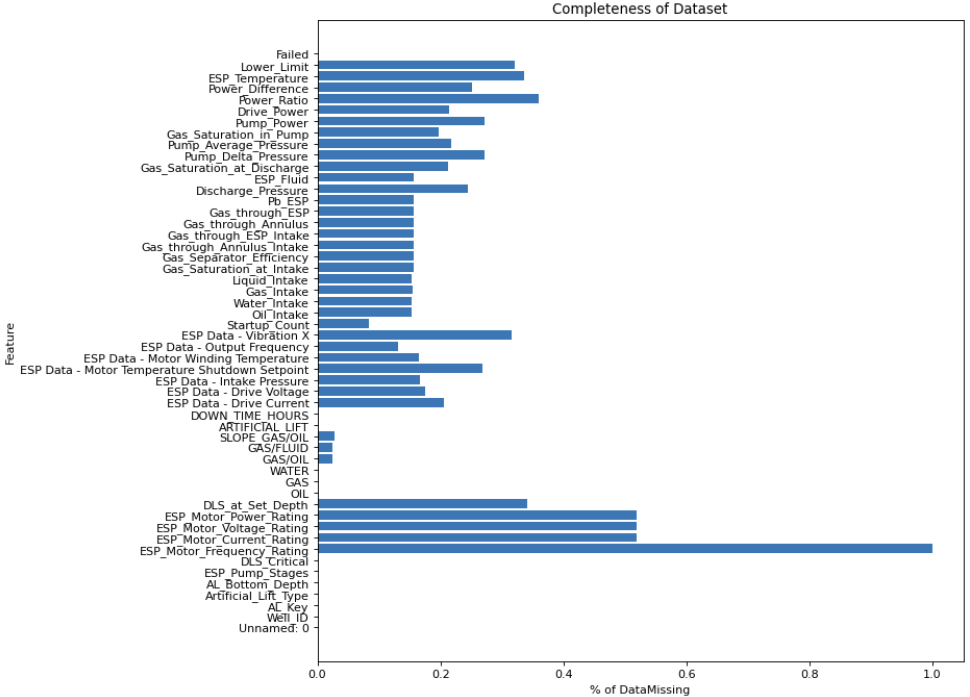 Completeness of Dataset
Feature
Failed
Lower_Limit
ESP_Temperature
Power_Difference
Power_Ratio
Drive_Power
Pump_Power
Gas_Saturation_in_Pump
Pump_Average_Pressure
Pump_Delta_Pressure
Gas_Saturation_at_Discharge
ESP_Fluid
Discharge_Pressure
Pb_ESP
Gas_through_ESP
Gas_through_Annulus
Gas_through_ESP_Intake
Gas_through_Annulus_Intake
Gas_Separator_Efficiency
Gas_Saturation_at_Intake
Liquid_Intake
Gas_Intake
Water_Intake
Oil_Intake
Startup_Count
ESP Data - Vibration X
ESP Data - Output Frequency
ESP Data - Motor Winding Temperature
ESP Data - Motor Temperature Shutdown Setpoint
ESP Data - Intake Pressure
ESP Data - Drive Voltage
ESP Data - Drive Current
DOWN_TIME_HOURS
ARTIFICIAL_LIFT
SLOPE_GAS/OIL
GAS/FLUID
GAS/OIL
WATER
GAS
OIL
DLS_at_Set_Depth
ESP_Motor_Power_Rating
ESP_Motor_Voltage_Rating
ESP_Motor_Current_Rating
ESP_Motor_Frequency_Rating
DLS_Critical
ESP_Pump_Stages
AL_Bottom_Depth
Artificial_Lift_Type
AL_Key
Well_ID
Unnamed: 0
0.0 0.2 0.4 0.6 0.8 1.0
% of DataMissing